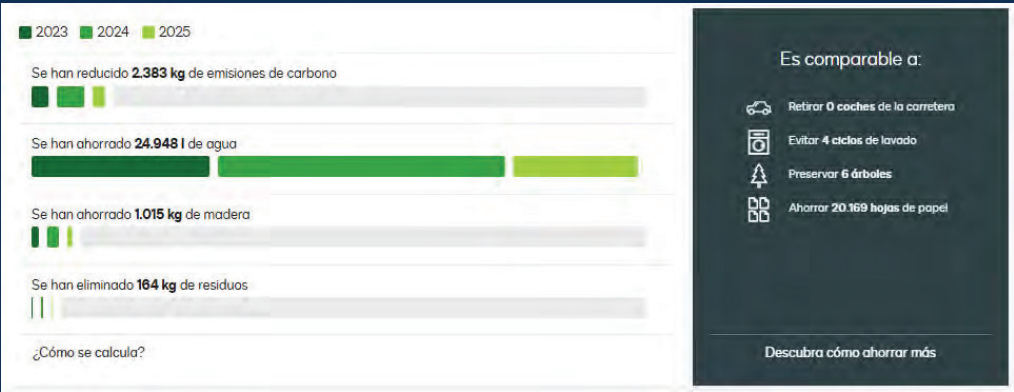 2023 2024 2025
Se han reducido 2.383 kg de emisiones de carbono
Se han ahorrado 24.948 l de agua
Se han ahorrado 1.015 kg de madera
Se han eliminado 164 kg de residuos
¿Cómo se calcula?
Es comparable a:
Retirar 0 coches de la carretera
Evitar 4 ciclos de lavado
Preservar 6 árboles
Ahorrar 20.169 hojas de papel
Descubra cómo ahorrar más